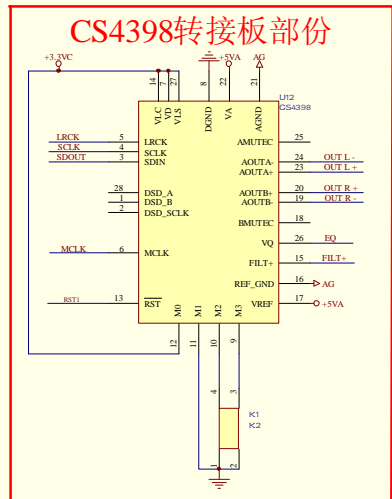 CS4398转接板部份
+3.3VC +5VA AG
14 7 27 8 22 21
VLC VD VLS DGND VA AGND
U12
CS4398
LRCK 5 LRCK AMUTEC 25
SCLK 4 SCLK AOUTA- 24 OUT L -
SDOUT 3 SDIN AOUTA+ 23 OUT L +
28 DSD_A AOUTB+ 20 OUT R +
1 DSD_B AOUTB- 19 OUT R -
2 DSD_SCLK BMUTEC 18
VQ 26 EQ
MCLK 6 MCLK FILT+ 15 FILT+
REF_GND 16 AG
RST1 13 RST VREF 17 +5VA
M0 M1 M2 M3
12 11 10 9
4 3
K1
K2
1 2